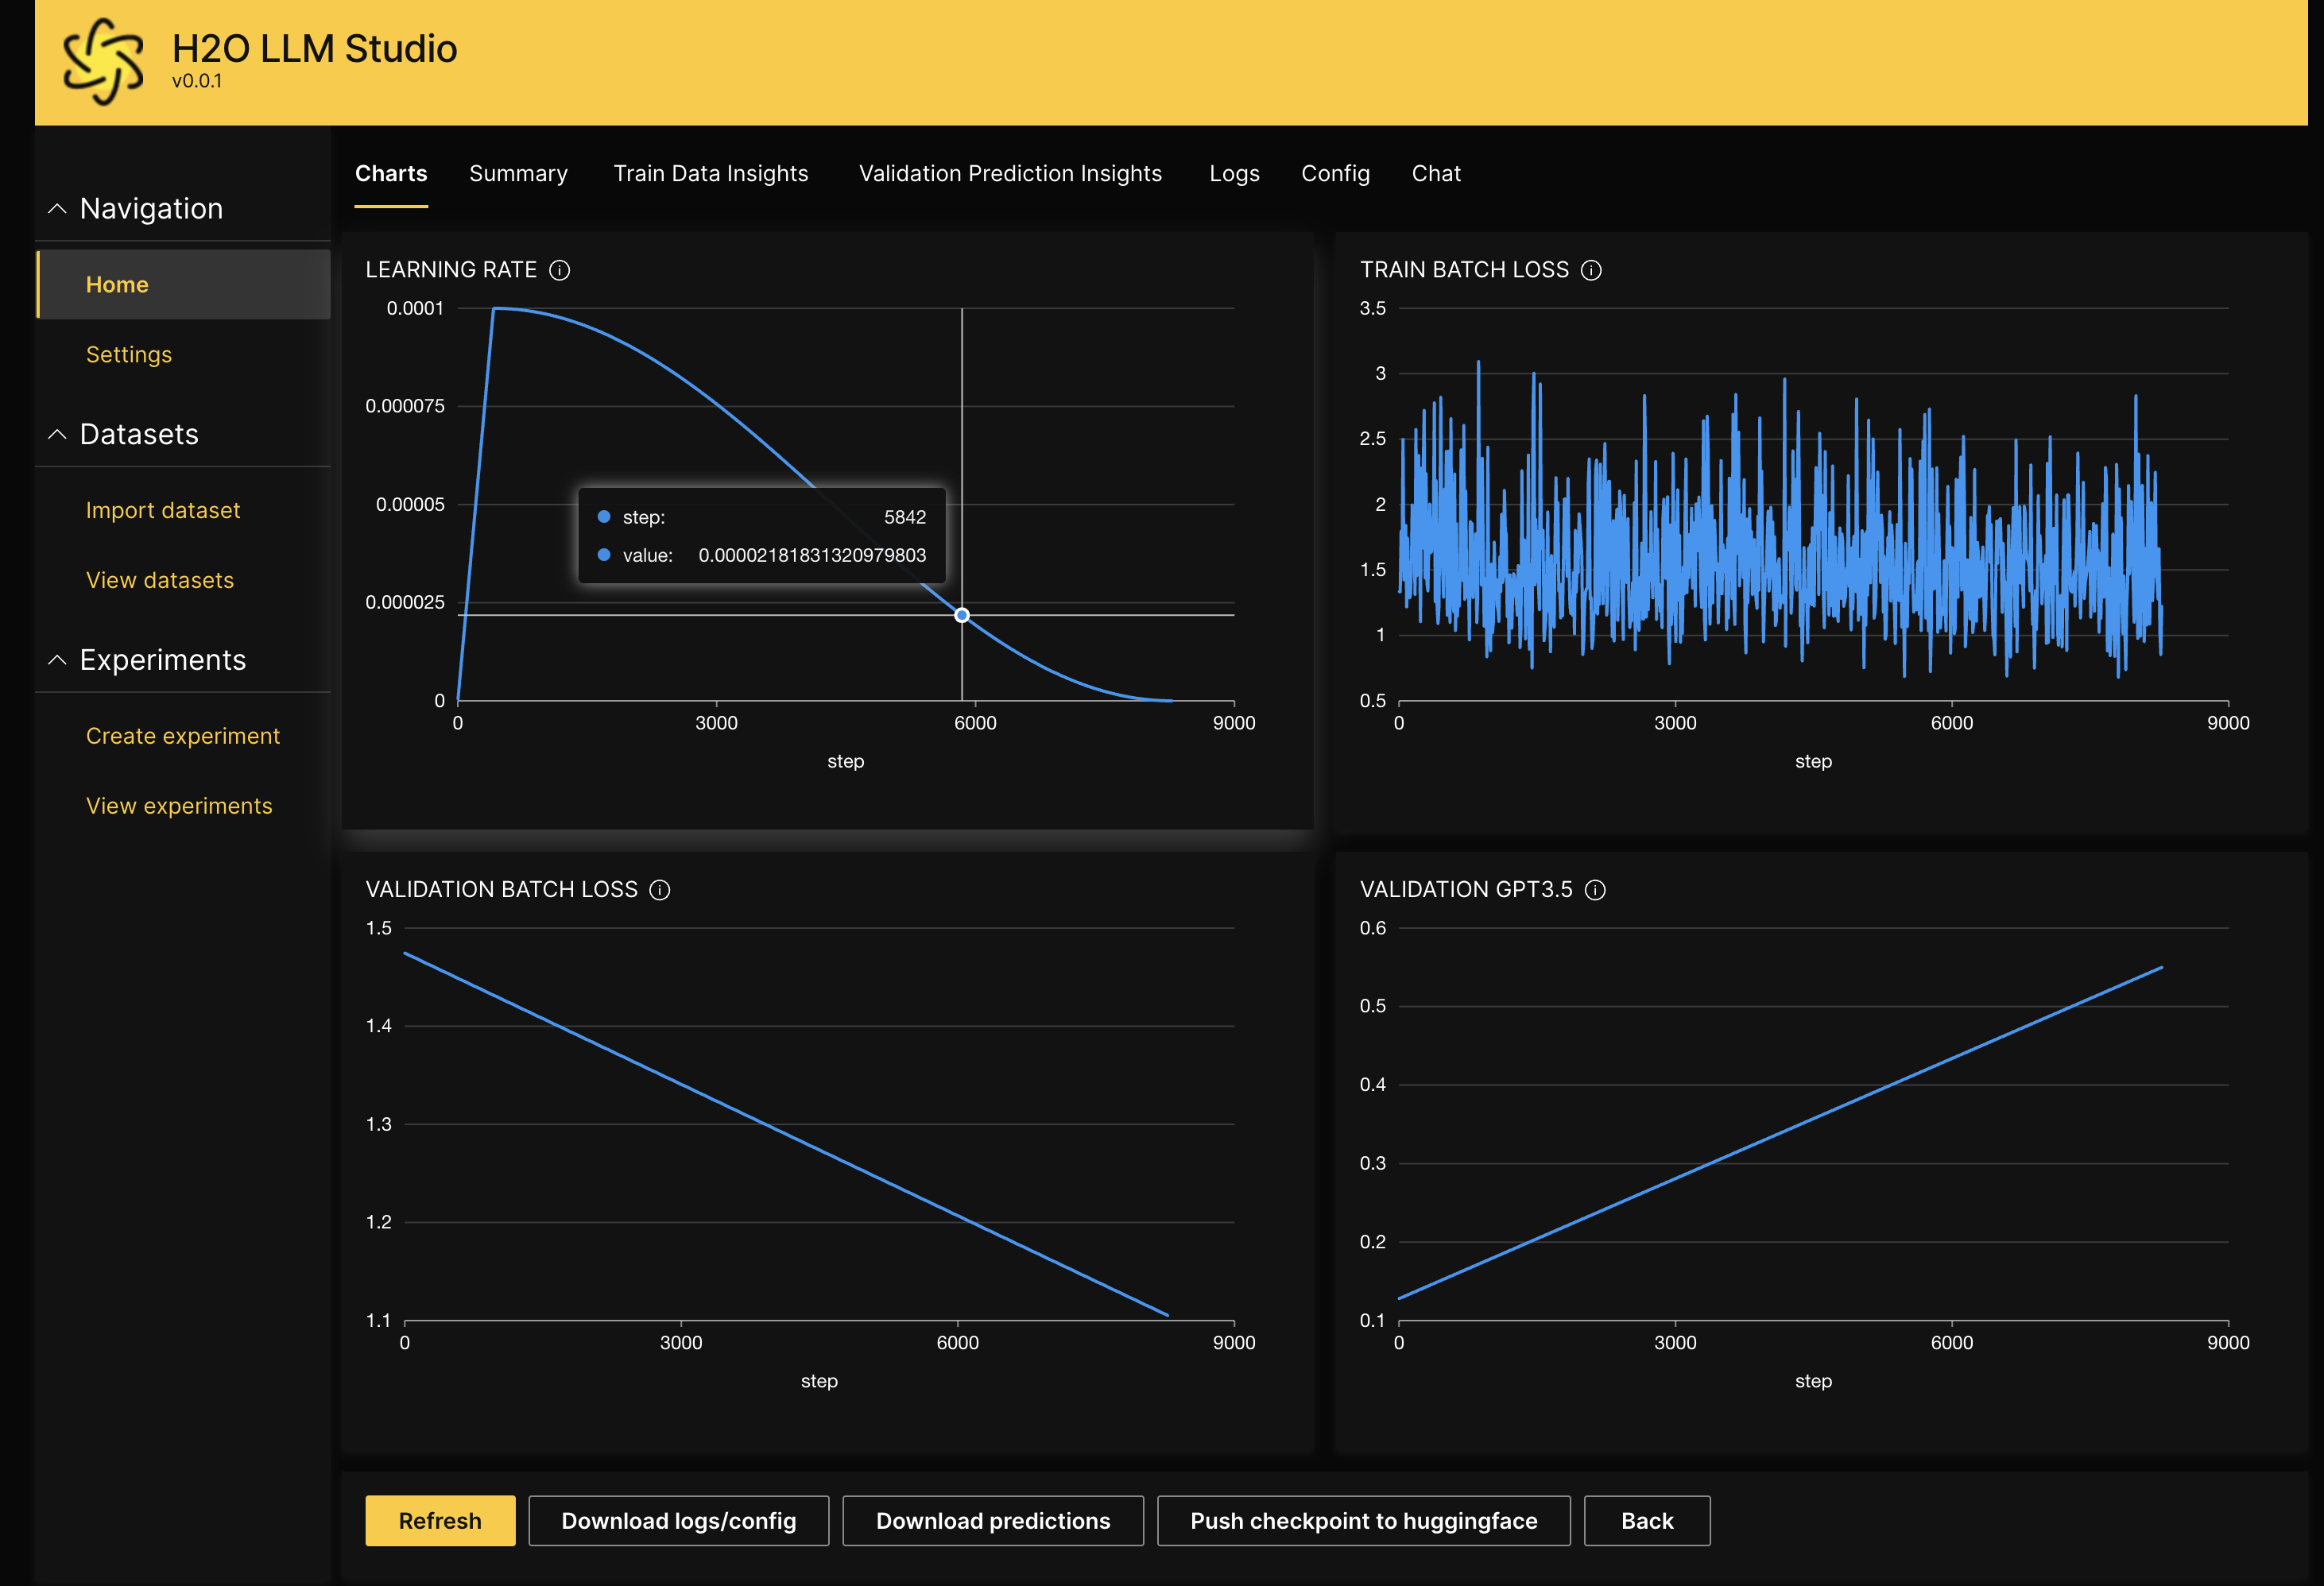 H2O LLM Studio
v0.0.1
Navigation
Home
Settings
Datasets
Import dataset
View datasets
Experiments
Create experiment
View experiments
Charts Summary Train Data Insights Validation Prediction Insights Logs Config Chat
LEARNING RATE
0.0001
0.000075
0.00005
0.000025
0
0 3000 6000 9000
step
step: 5842
value: 0.00002181831320979803
TRAIN BATCH LOSS
3.5
3
2.5
2
1.5
1
0.5
0 3000 6000 9000
step
VALIDATION BATCH LOSS
1.5
1.4
1.3
1.2
1.1
0 3000 6000 9000
step
VALIDATION GPT3.5
0.6
0.5
0.4
0.3
0.2
0.1
0 3000 6000 9000
step
Refresh Download logs/config Download predictions Push checkpoint to huggingface Back